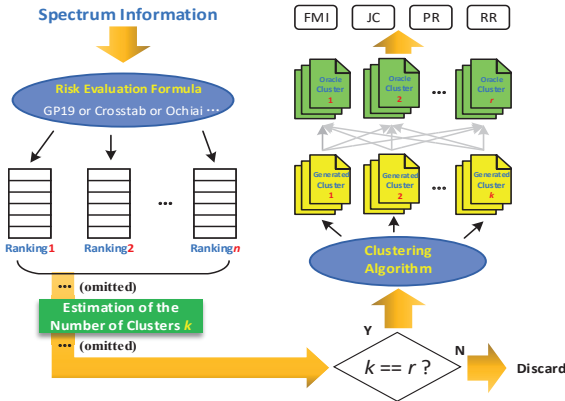 Spectrum Information
Risk Evaluation Formula
GP19 or Crosstab or Ochiai ···
...
Ranking1
Ranking2
Rankingn
... (omitted)
Estimation of the
Number of Clusters k
... (omitted)
FMI
JC
PR
RR
Oracle
Cluster
1
Oracle
Cluster
2
...
Oracle
Cluster
r
Generated
Cluster
1
Generated
Cluster
2
...
Generated
Cluster
k
Clustering
Algorithm
Y
k == r ?
N
Discard